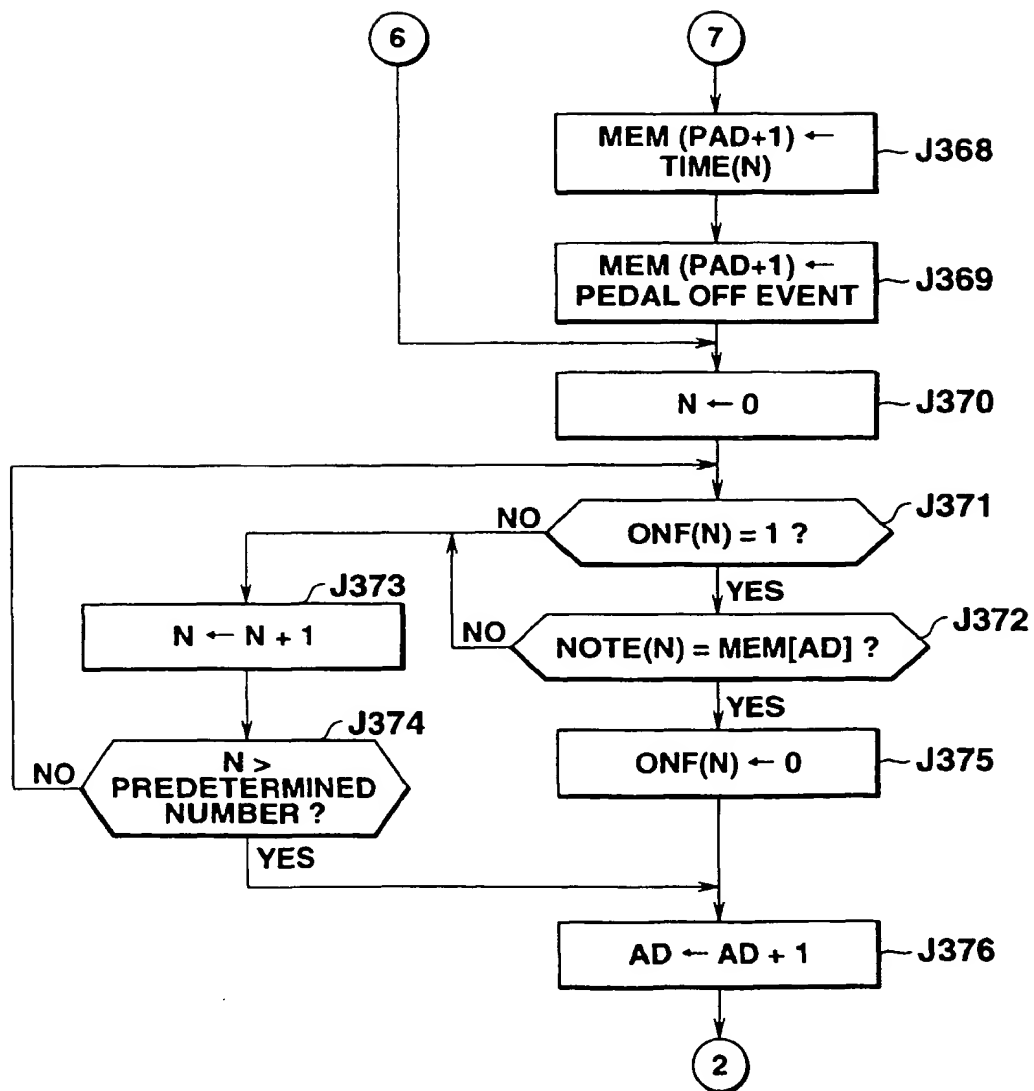 6
7
MEM (PAD+1) ←
TIME(N)
J368
MEM (PAD+1) ←
PEDAL OFF EVENT
J369
N ← 0
J370
J371
NO
ONF(N) = 1 ?
YES
J373
N ← N + 1
J372
NO
NOTE(N) = MEM[AD] ?
YES
J374
NO
N >
PREDETERMINED
NUMBER ?
YES
ONF(N) ← 0
J375
AD ← AD + 1
J376
2